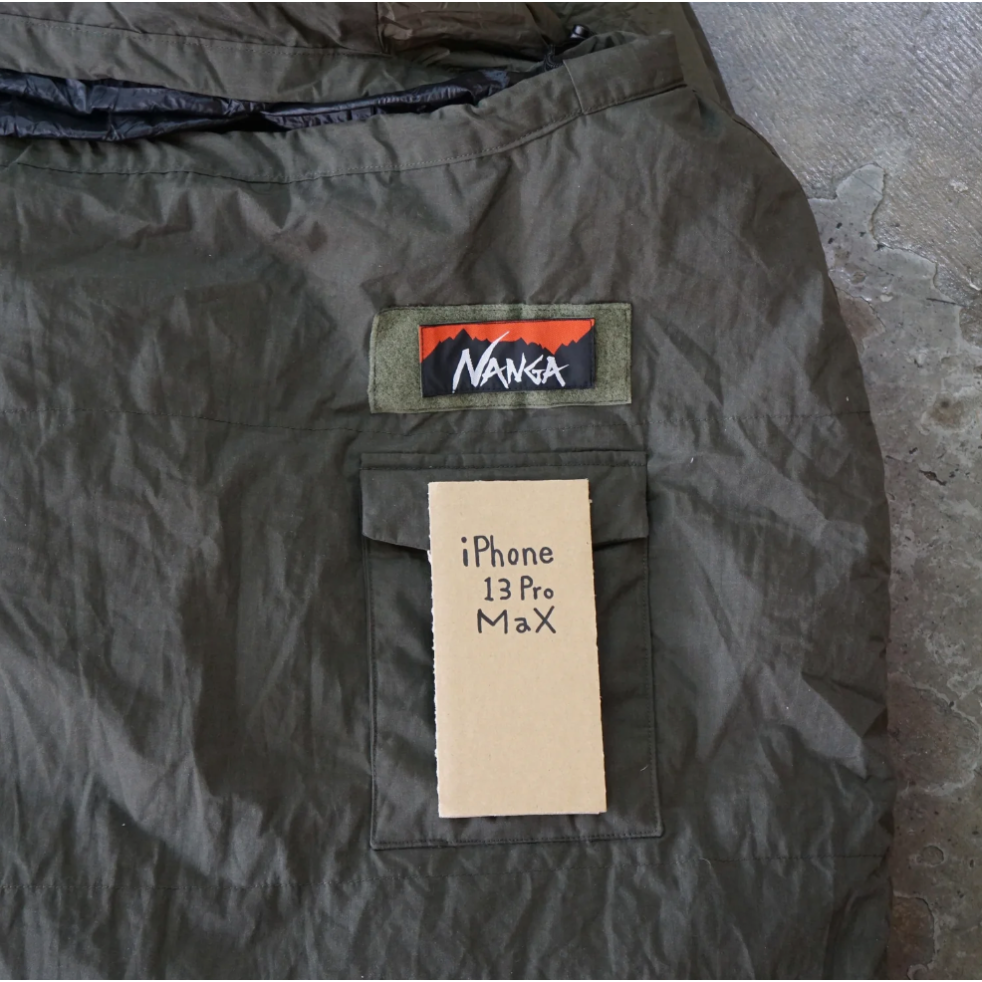 NANGA
iPhone
13 Pro
MaX